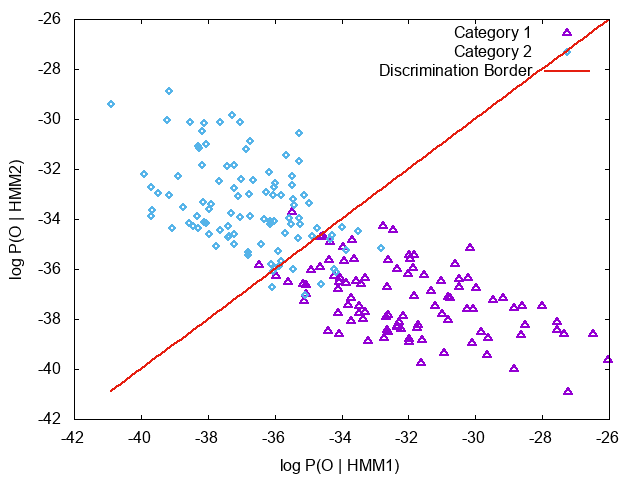 Category 1
Category 2
Discrimination Border
-26
-28
-30
-32
-34
-36
-38
-40
-42
log P(O | HMM2)
-42 -40 -38 -36 -34 -32 -30 -28 -26
log P(O | HMM1)